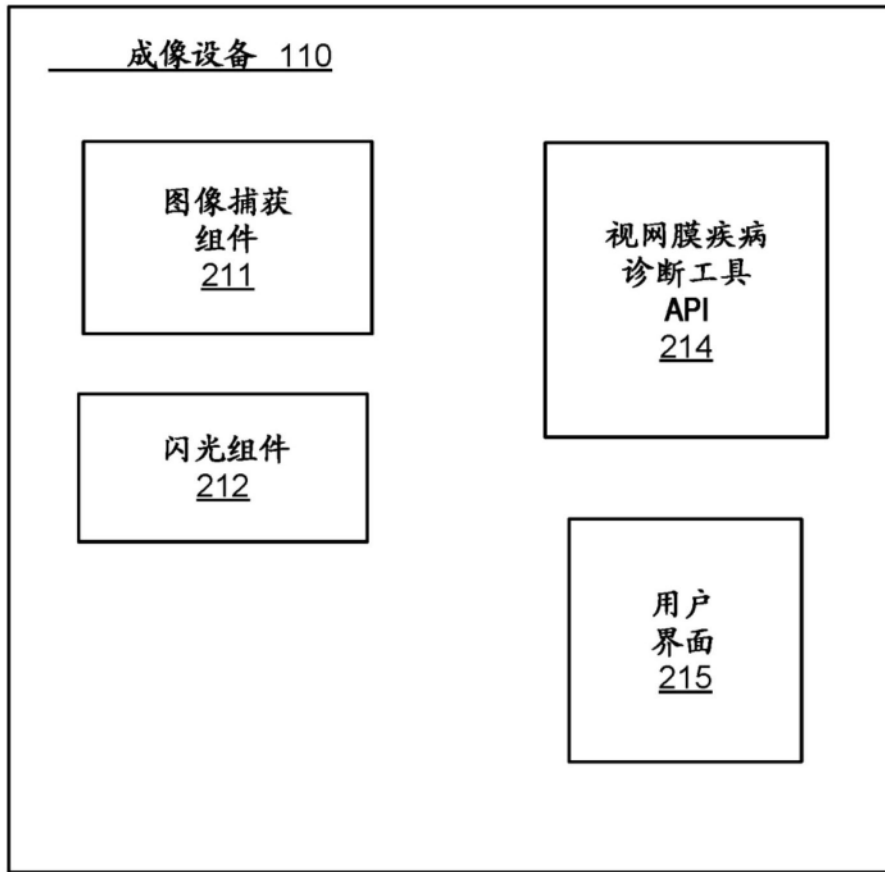 成像设备 110
图像捕获
组件
211
视网膜疾病
诊断工具
API
214
闪光组件
212
用户
界面
215